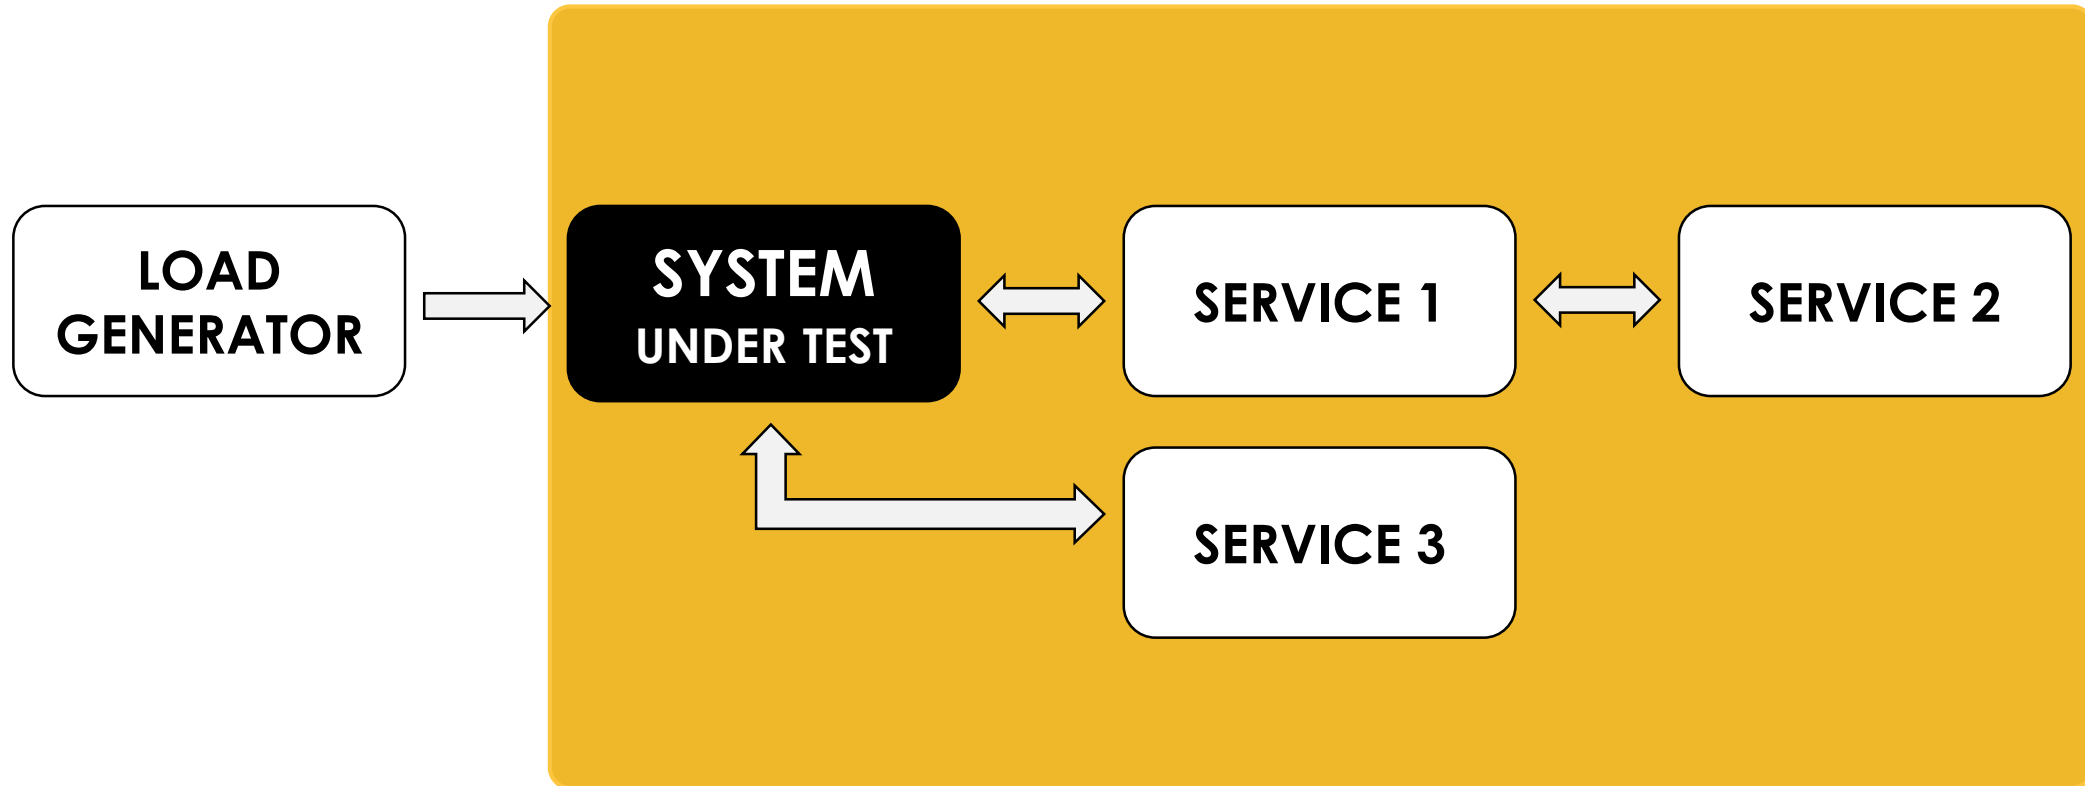 LOAD
GENERATOR
SYSTEM
UNDER TEST
SERVICE 1
SERVICE 2
SERVICE 3